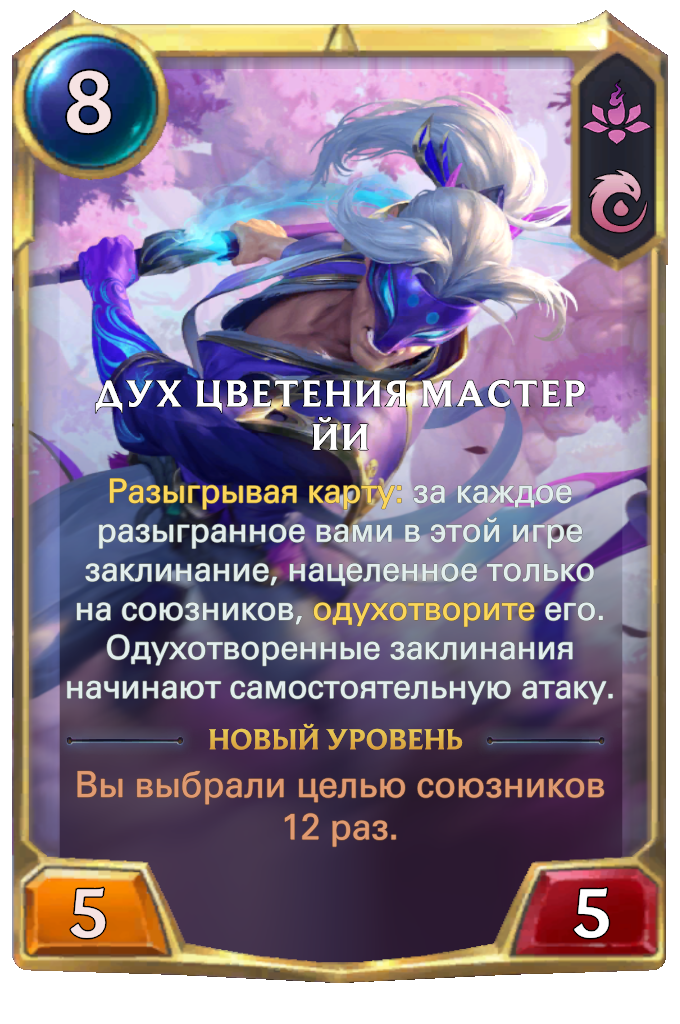 8
ДУХ ЦВЕТЕНИЯ МАСТЕР
ЙИ
Разыгрывая карту: за каждое
разыгранное вами в этой игре
заклинание, нацеленное только
на союзников, одухотворите его.
Одухотворенные заклинания
начинают самостоятельную атаку.
НОВЫЙ УРОВЕНЬ
Вы выбрали целью союзников
12 раз.
5
5